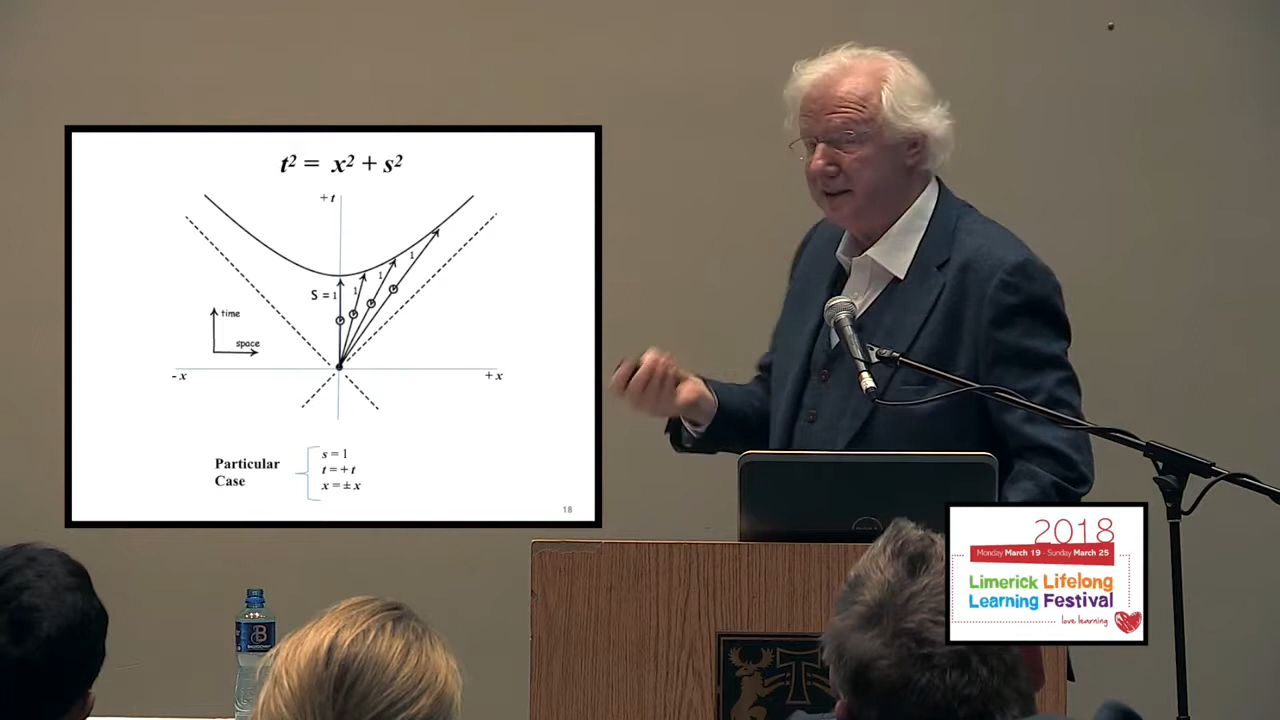 t² = x² + s²
+ t
1
1
1
S = 1
time
space
- x
+ x
Particular
Case
s = 1
t = + t
x = ± x
18
2018
Monday March 19 - Sunday March 25
Limerick Lifelong
Learning Festival
love learning
B
T